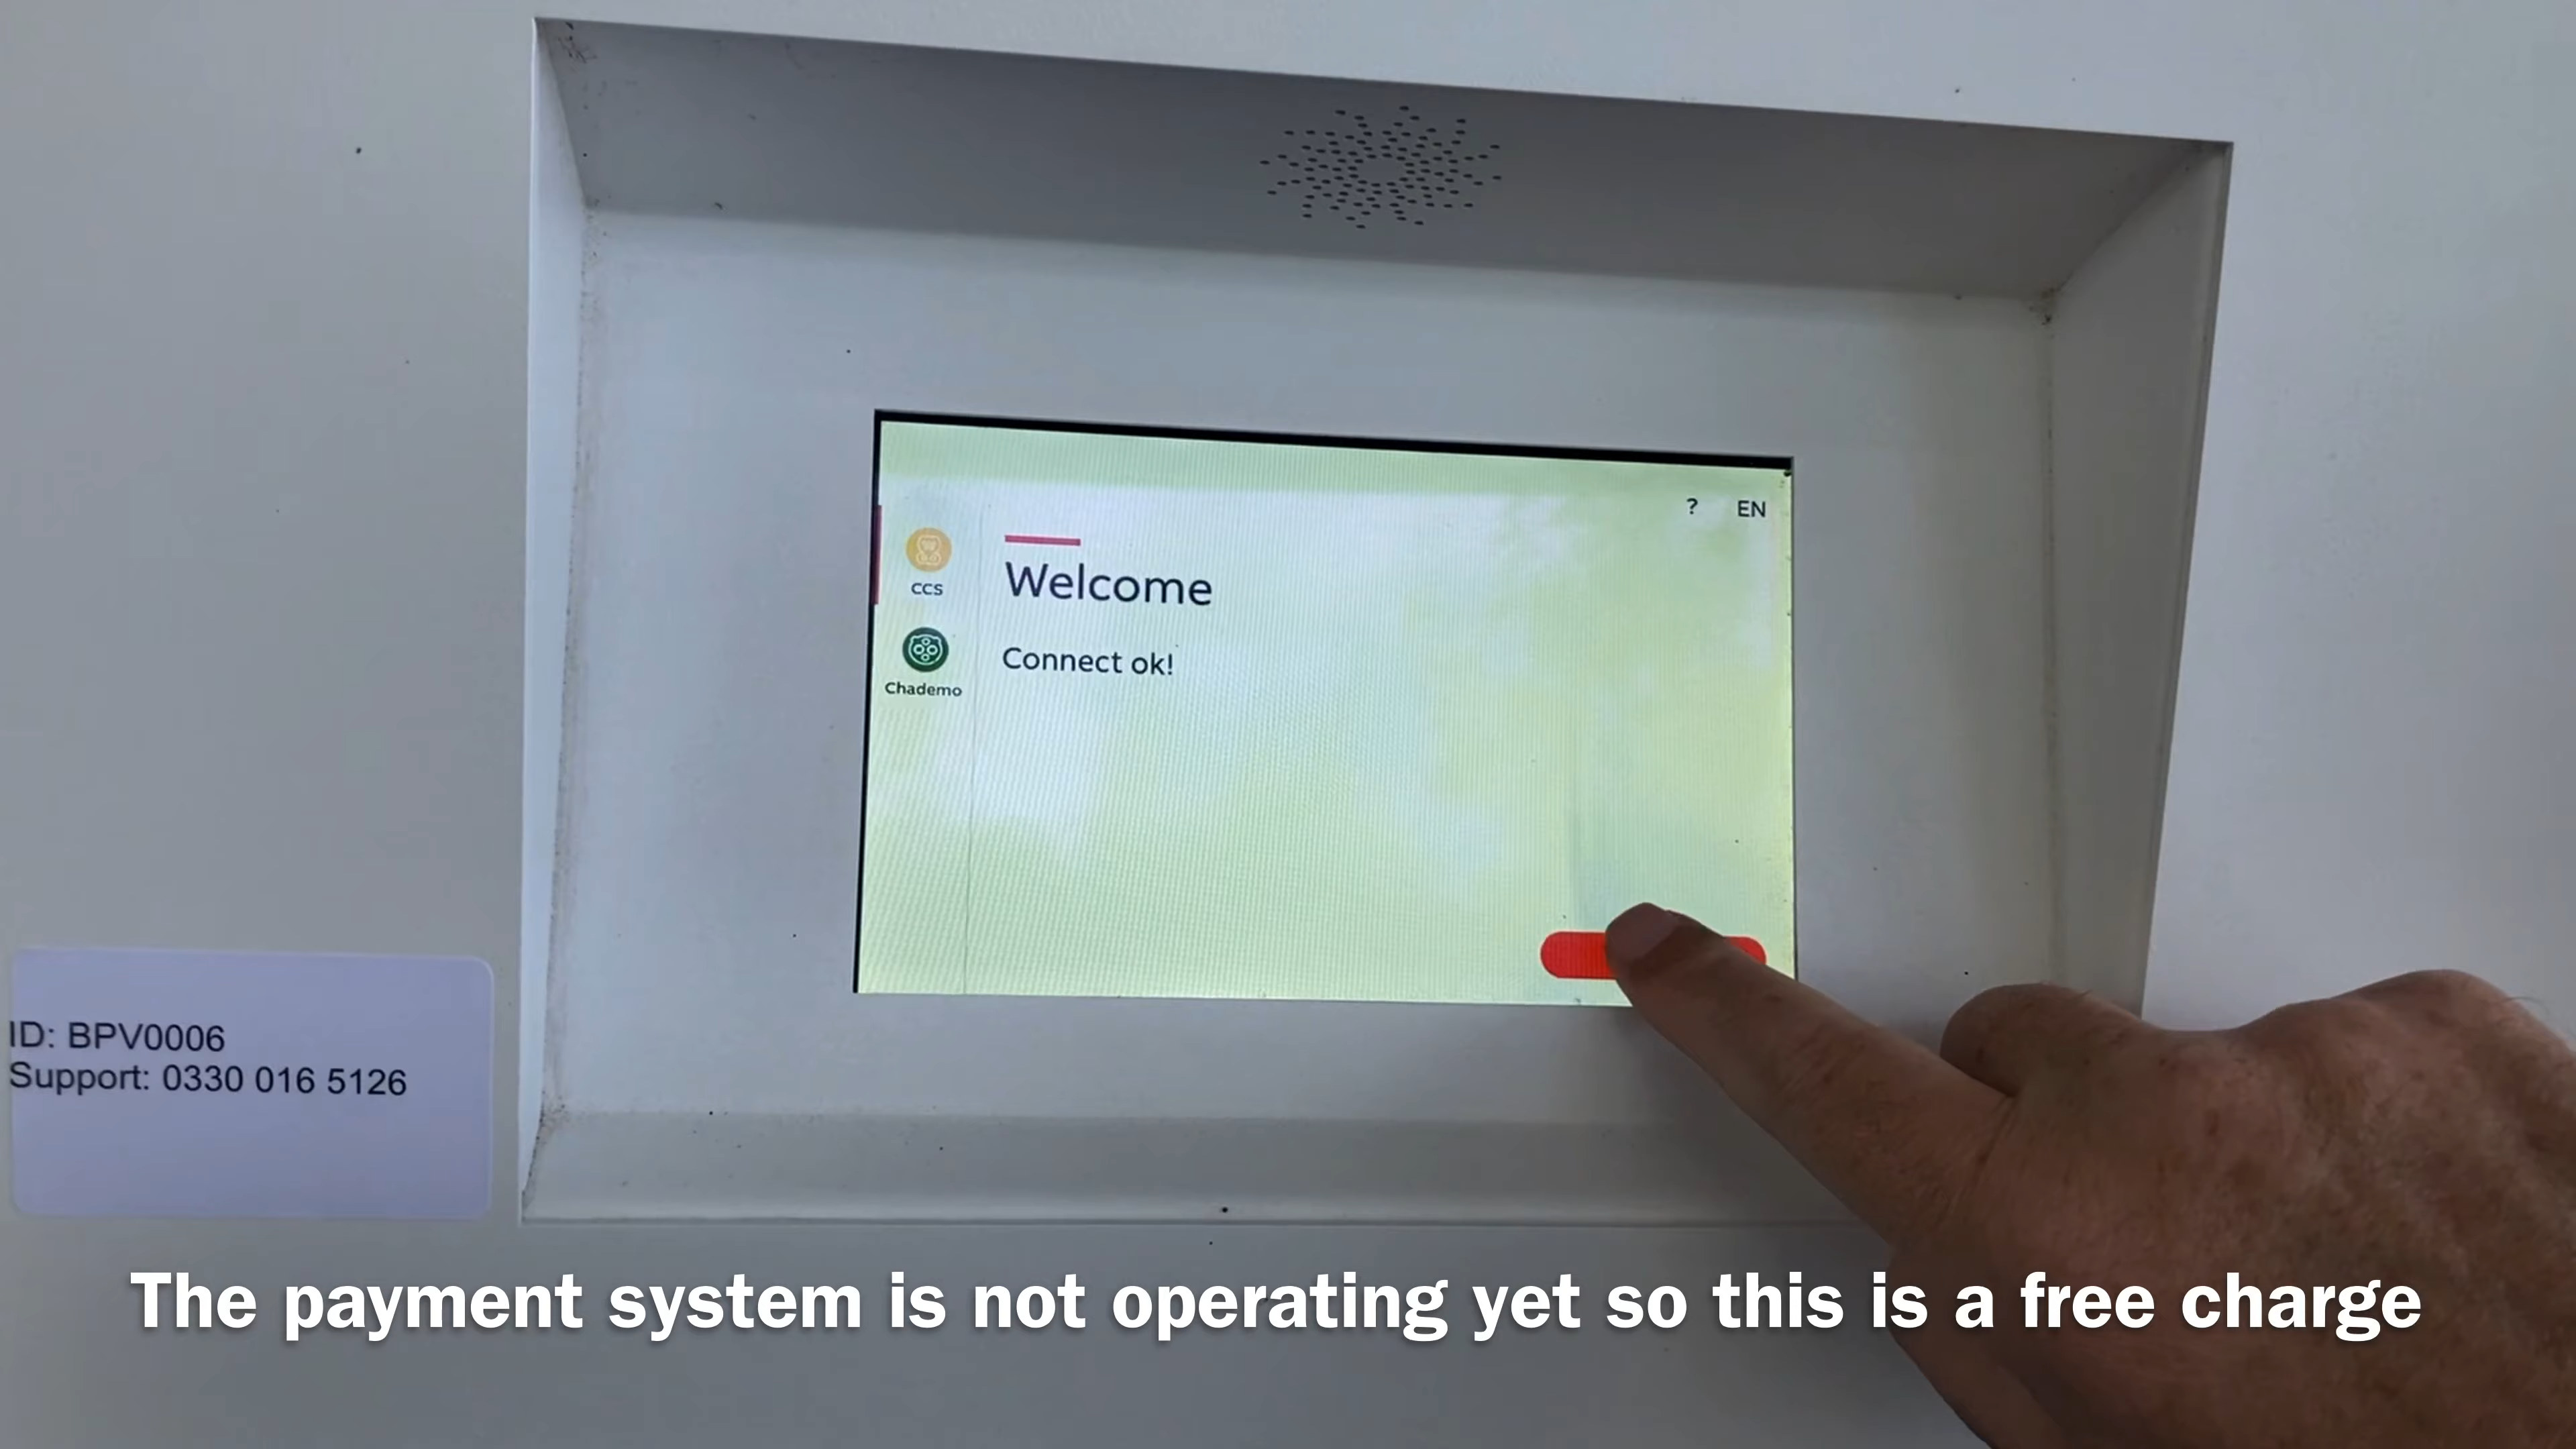 ? EN
CCS
Welcome
Chademo
Connect ok!
ID: BPV0006
Support: 0330 016 5126
The payment system is not operating yet so this is a free charge